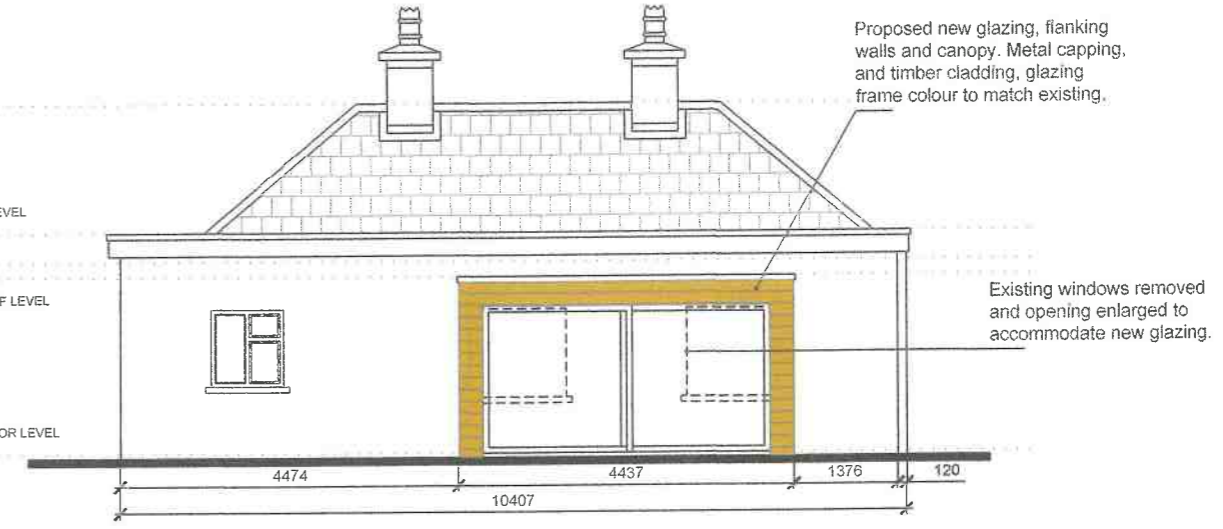 Proposed new glazing, flanking
walls and canopy. Metal capping,
and timber cladding, glazing
frame colour to match existing.
EVEL
F LEVEL
Existing windows removed
and opening enlarged to
accommodate new glazing.
OR LEVEL
4474
4437
1376
120
10407